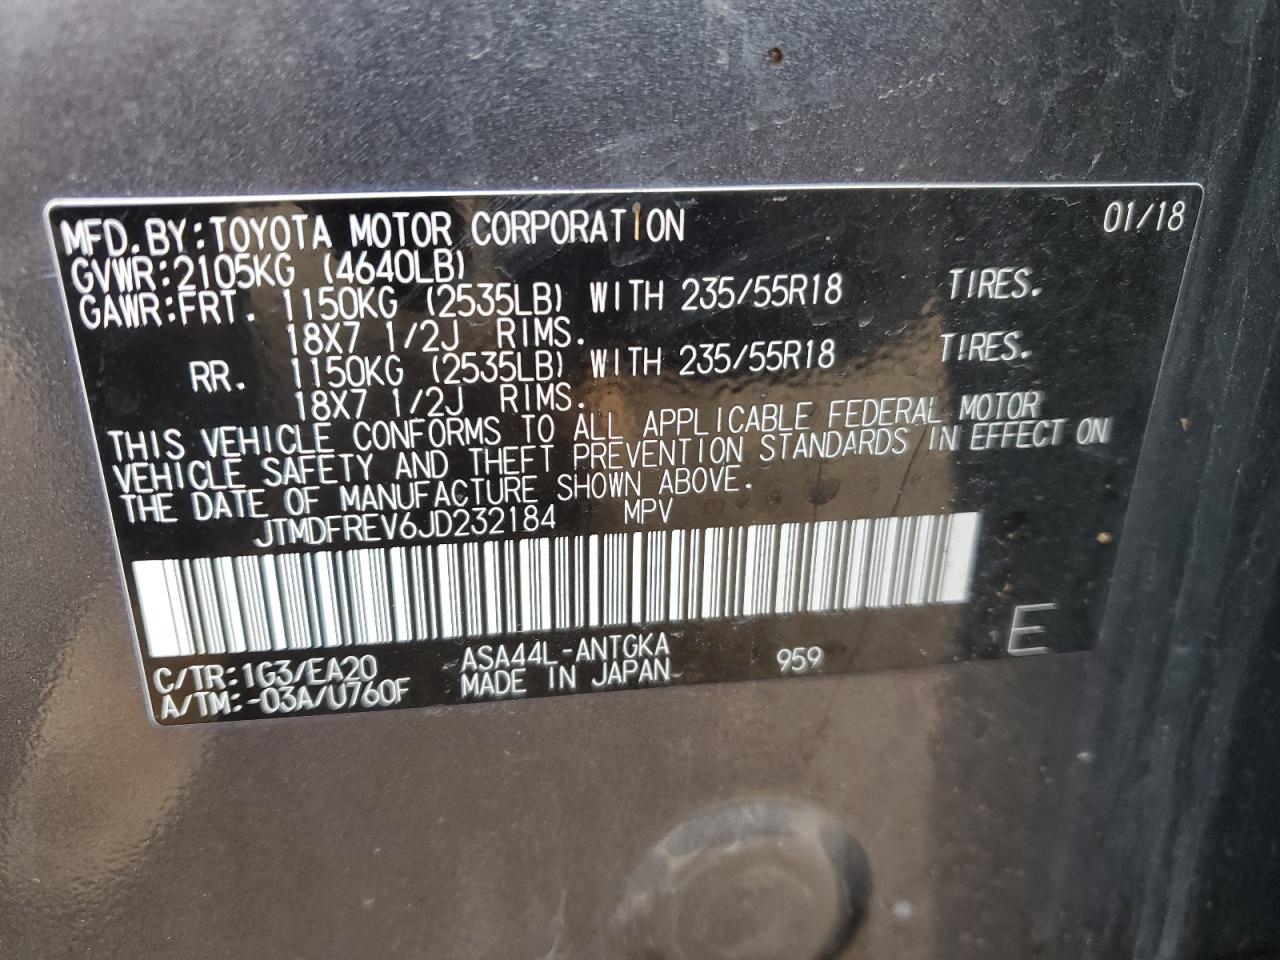 MFD.BY:TOYOTA MOTOR CORPORATION 01/18
GVWR:2105KG (4640LB)
GAWR:FRT. 1150KG (2535LB) WITH 235/55R18 TIRES.
18X7 1/2J RIMS.
RR. 1150KG (2535LB) WITH 235/55R18 TIRES.
18X7 1/2J RIMS.
THIS VEHICLE CONFORMS TO ALL APPLICABLE FEDERAL MOTOR
VEHICLE SAFETY AND THEFT PREVENTION STANDARDS IN EFFECT ON
THE DATE OF MANUFACTURE SHOWN ABOVE.
JTMDFREV6JD232184 MPV
E
C/TR:1G3/EA20 ASA44L-ANTGKA 959
A/TM:-03A/U760F MADE IN JAPAN